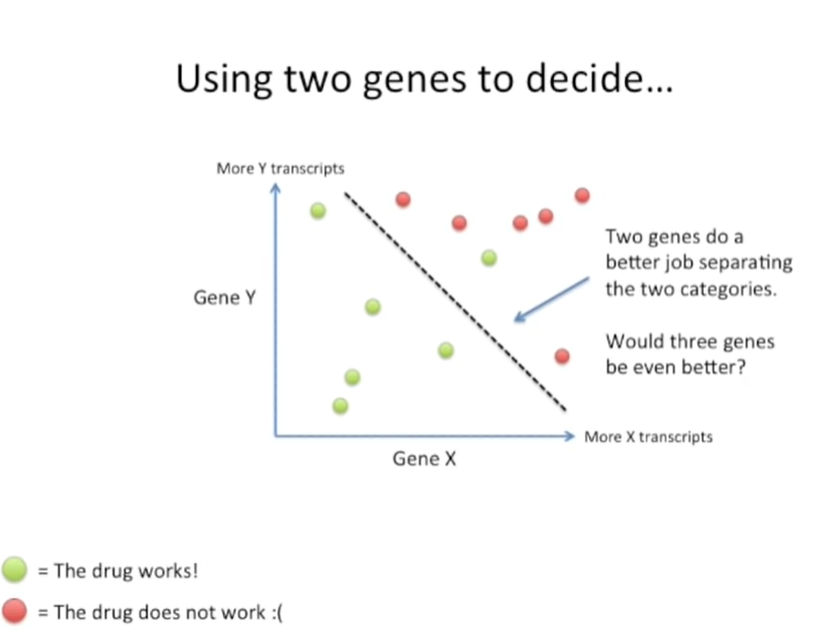 Using two genes to decide...
More Y transcripts
Gene Y
Two genes do a
better job separating
the two categories.
Would three genes
be even better?
More X transcripts
Gene X
= The drug works!
= The drug does not work :(